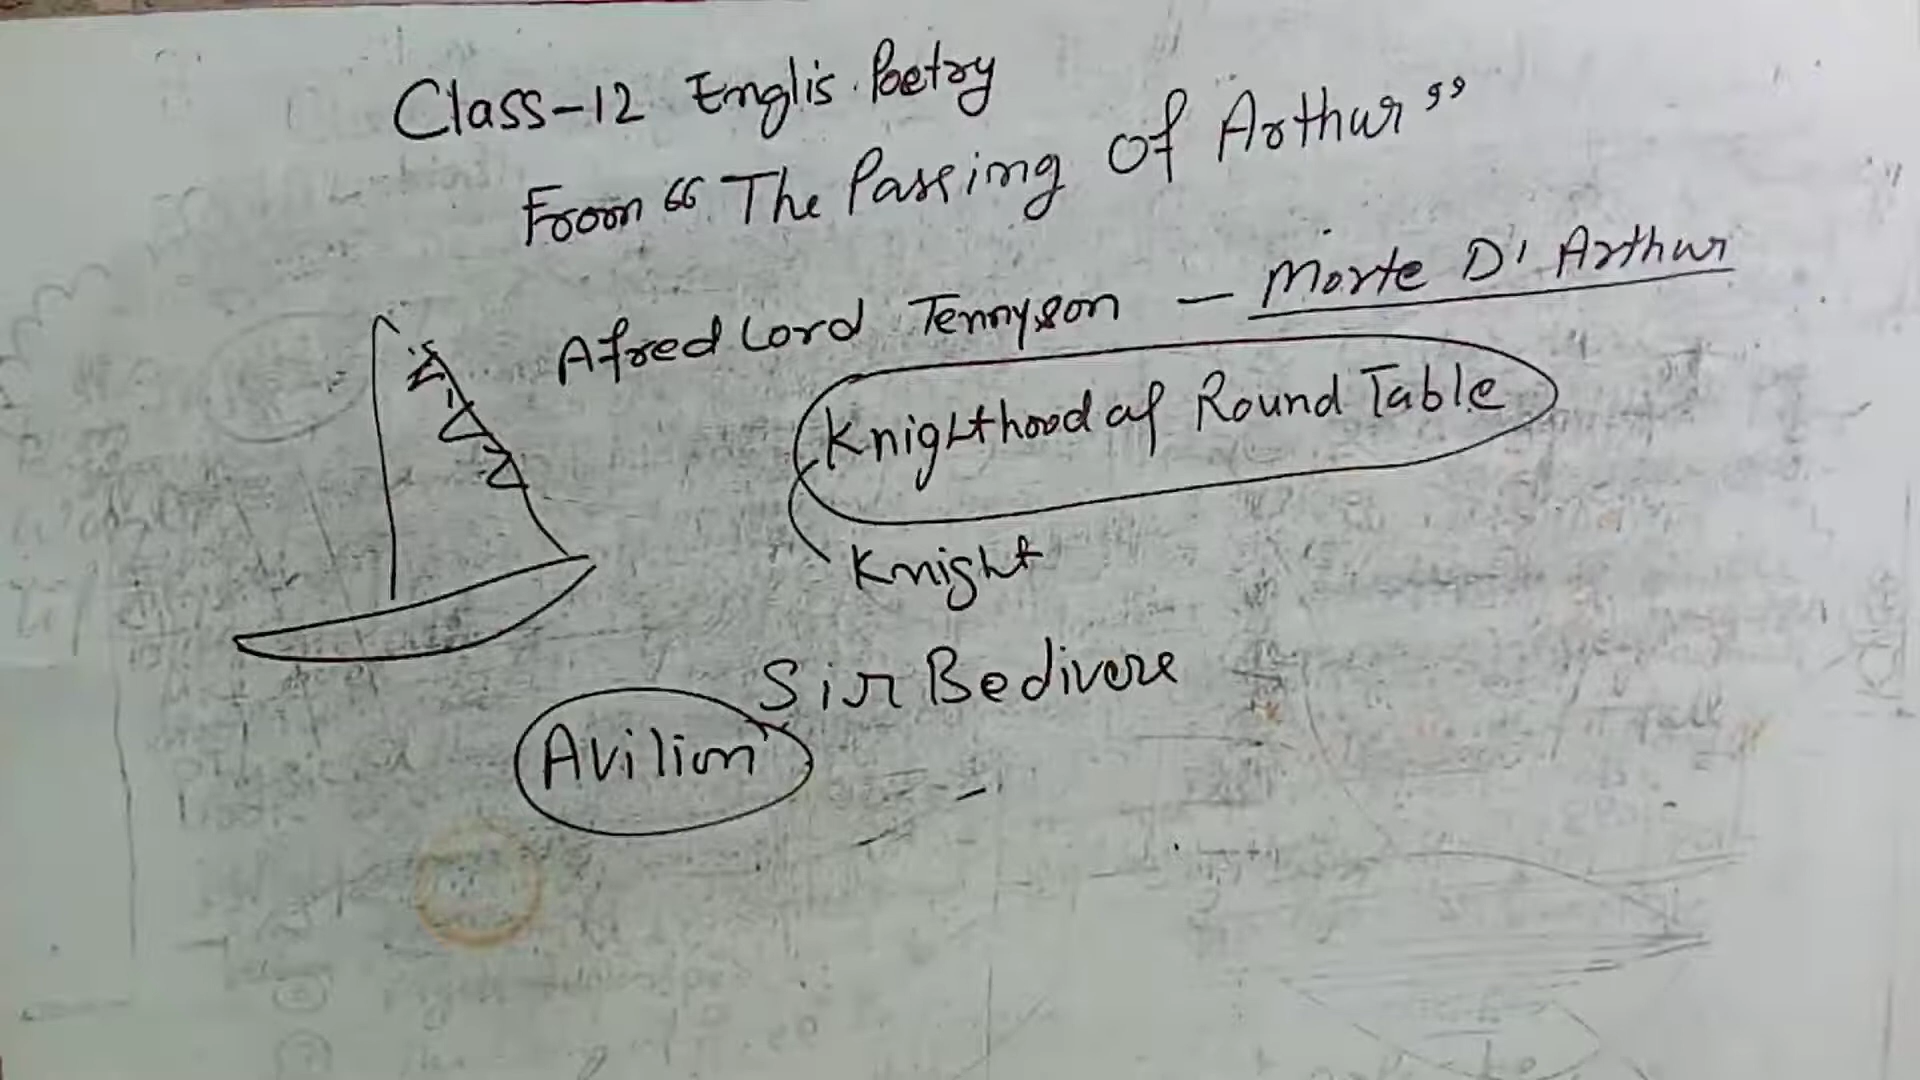 Class-12 Englis Poetry
From "The Passing Of Arthur"
Afred Lord Tennyson - Morte D' Arthur
Knighthood of Round Table
Knight
Sir Bedivere
Avilion